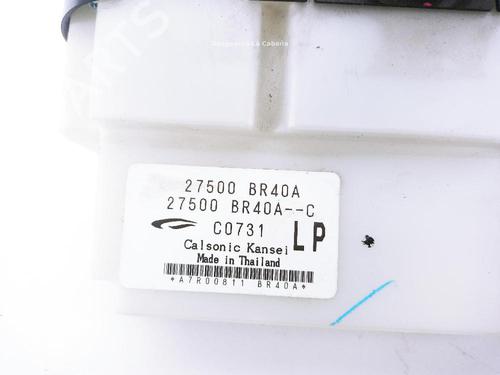 27500 BR40A
27500 BR40A--C
C0731
LP
Calsonic Kansei
Made in Thailand
*A7R00811 BR40A*